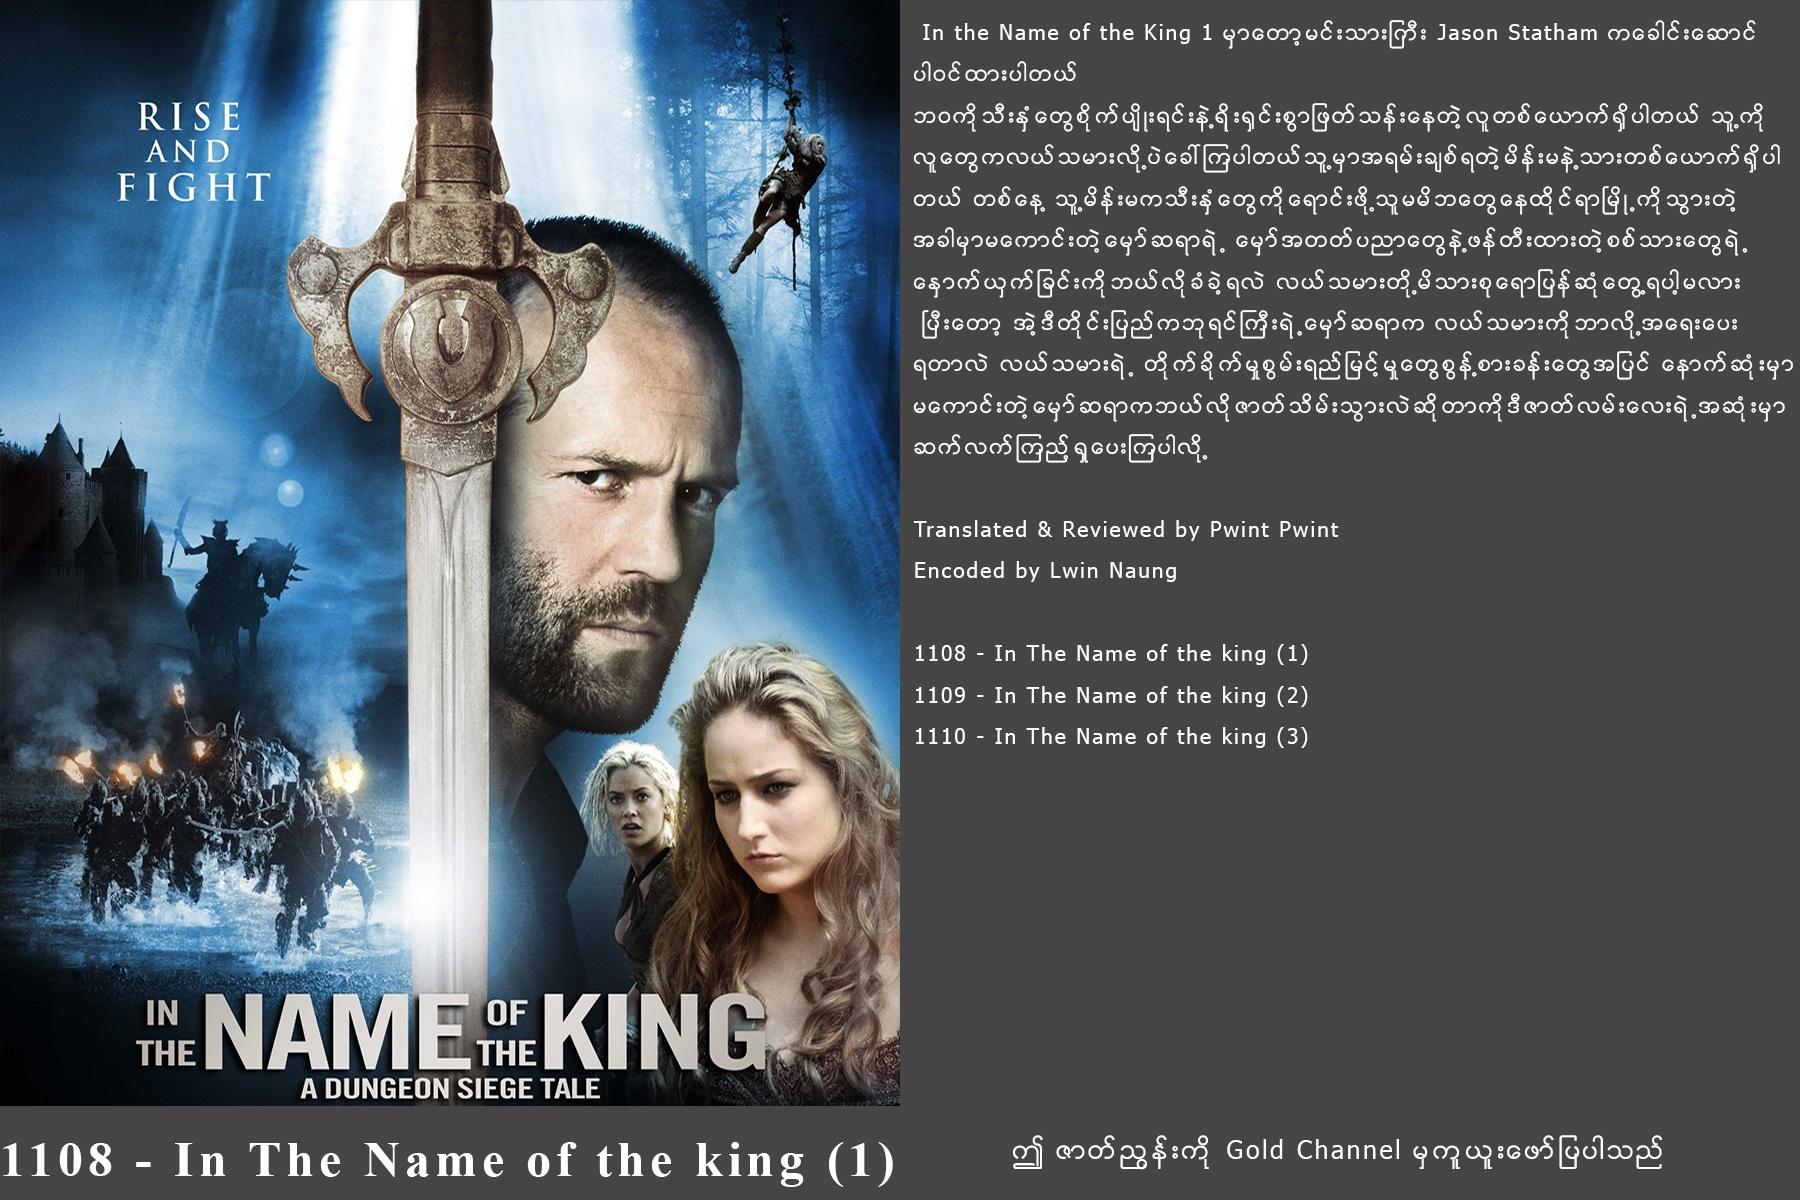 RISE
AND
FIGHT
IN THE NAME OF THE KING
A DUNGEON SIEGE TALE
1108 - In The Name of the king (1)
In the Name of the King 1 မှာတော့မင်းသားကြီး Jason Statham ကခေါင်းဆောင်
ပါဝင်ထားပါတယ်
ဘဝကိုသီးနှံတွေစိုက်ပျိုးရင်းနဲ့ရိုးရှင်းစွာဖြတ်သန်းနေတဲ့လူတစ်ယောက်ရှိပါတယ် သူ့ကို
လူတွေကလယ်သမားလို့ပဲခေါ်ကြပါတယ်သူ့မှာအရမ်းချစ်ရတဲ့မိန်းမနဲ့သားတစ်ယောက်ရှိပါ
တယ် တစ်နေ့ သူ့မိန်းမကသီးနှံတွေကိုရောင်းဖို့သူမမိဘတွေနေထိုင်ရာမြို့ကိုသွားတဲ့
အခါမှာမကောင်းတဲ့မှော်ဆရာရဲ့ မှော်အတတ်ပညာတွေနဲ့ဖန်တီးထားတဲ့စစ်သားတွေရဲ့
နှောက်ယှက်ခြင်းကိုဘယ်လိုခံခဲ့ရလဲ လယ်သမားတို့မိသားစုရောပြန်ဆုံတွေ့ရပါ့မလား
ပြီးတော့ အဲ့ဒီတိုင်းပြည်ကဘုရင်ကြီးရဲ့မှော်ဆရာက လယ်သမားကိုဘာလို့အရေးပေး
ရတာလဲ လယ်သမားရဲ့ တိုက်ခိုက်မှုစွမ်းရည်မြင့်မှုတွေစွန့်စားခန်းတွေအပြင် နောက်ဆုံးမှာ
မကောင်းတဲ့မှော်ဆရာကဘယ်လိုဇာတ်သိမ်းသွားလဲဆိုတာကိုဒီဇာတ်လမ်းလေးရဲ့အဆုံးမှာ
ဆက်လက်ကြည့်ရှုပေးကြပါလို့
Translated & Reviewed by Pwint Pwint
Encoded by Lwin Naung
1108 - In The Name of the king (1)
1109 - In The Name of the king (2)
1110 - In The Name of the king (3)
ဤ ဇာတ်ညွှန်းကို Gold Channel မှကူယူးဖော်ပြပါသည်